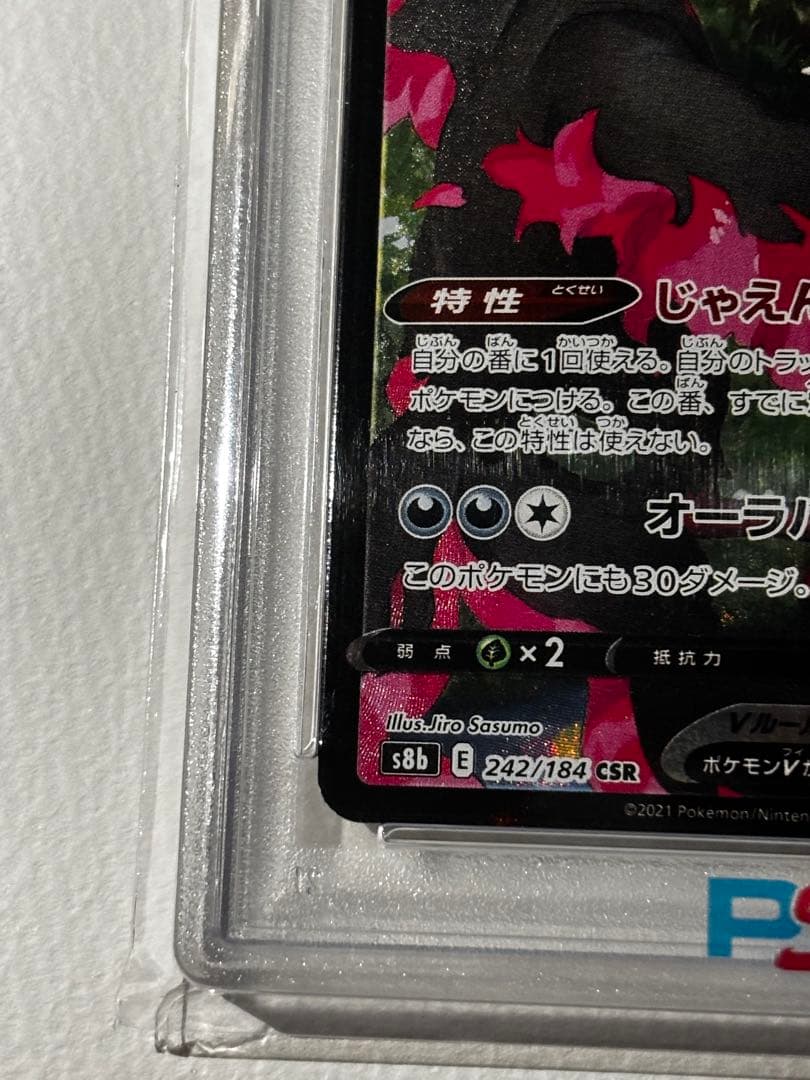 特性 とくせい じゃえ
じぶん ばん かいつか じぶん
自分の番に1回使える。自分のトラッ
ばん
ポケモンにつける。この番、すでに
とくせい つか
なら、この特性は使えない。
オーラ
このポケモンにも30ダメージ。
弱点 ×2 抵抗力
Illus.Jiro Sasumo
Vルー
s8b E 242/184 CSR
ポケモンVが
©2021 Pokemon/Ninten
PS